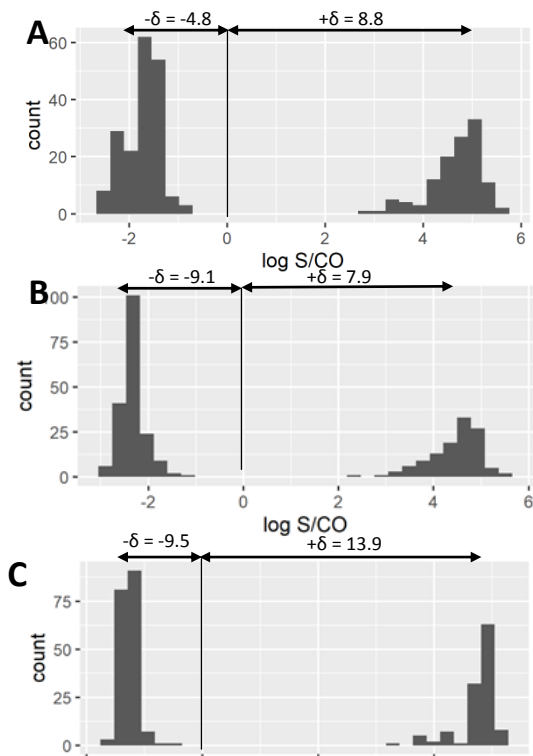 A
-δ = -4.8 +δ = 8.8
60
40
20
0
count
-2 0 2 4 6
log S/CO
B
-δ = -9.1 +δ = 7.9
00
75
50
25
0
count
-2 0 2 4 6
log S/CO
C
-δ = -9.5 +δ = 13.9
75
50
25
0
count